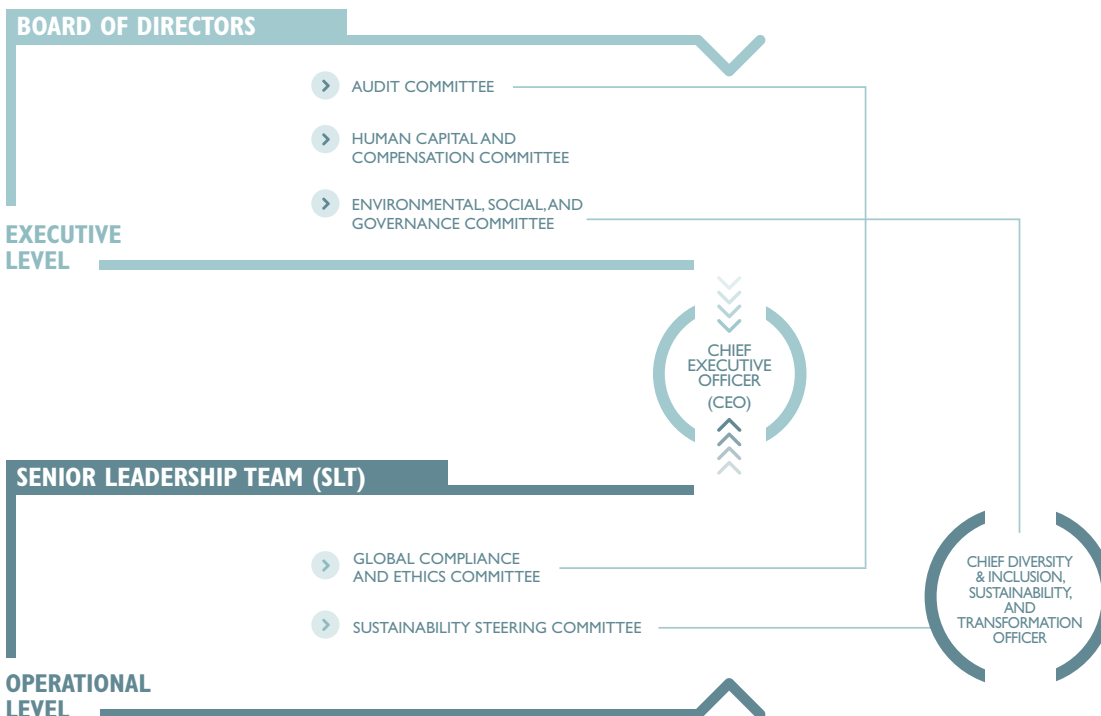 BOARD OF DIRECTORS
AUDIT COMMITTEE
HUMAN CAPITAL AND
COMPENSATION COMMITTEE
ENVIRONMENTAL, SOCIAL, AND
GOVERNANCE COMMITTEE
EXECUTIVE
LEVEL
CHIEF
EXECUTIVE
OFFICER
(CEO)
SENIOR LEADERSHIP TEAM (SLT)
GLOBAL COMPLIANCE
AND ETHICS COMMITTEE
SUSTAINABILITY STEERING COMMITTEE
CHIEF DIVERSITY
& INCLUSION,
SUSTAINABILITY,
AND
TRANSFORMATION
OFFICER
OPERATIONAL
LEVEL